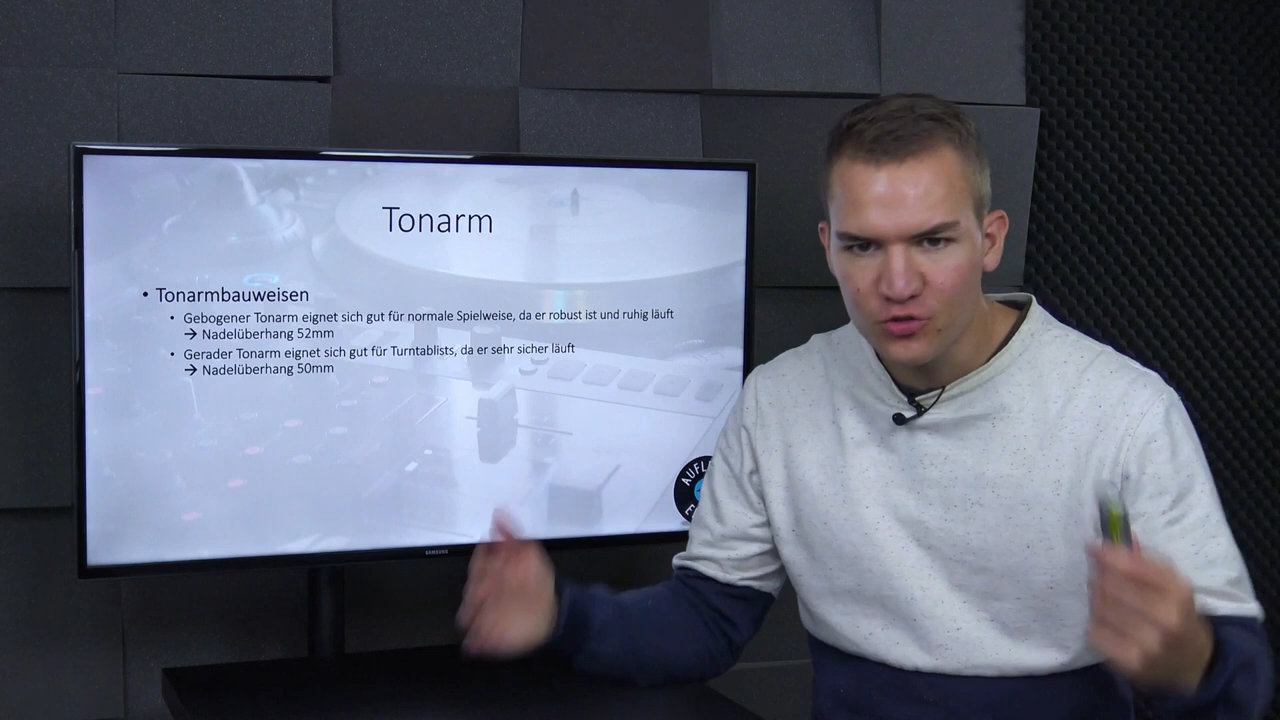 Tonarm
• Tonarmbauweisen
• Gebogener Tonarm eignet sich gut für normale Spielweise, da er robust ist und ruhig läuft
→ Nadelüberhang 52mm
• Gerader Tonarm eignet sich gut für Turntablists, da er sehr sicher läuft
→ Nadelüberhang 50mm
SAMSUNG